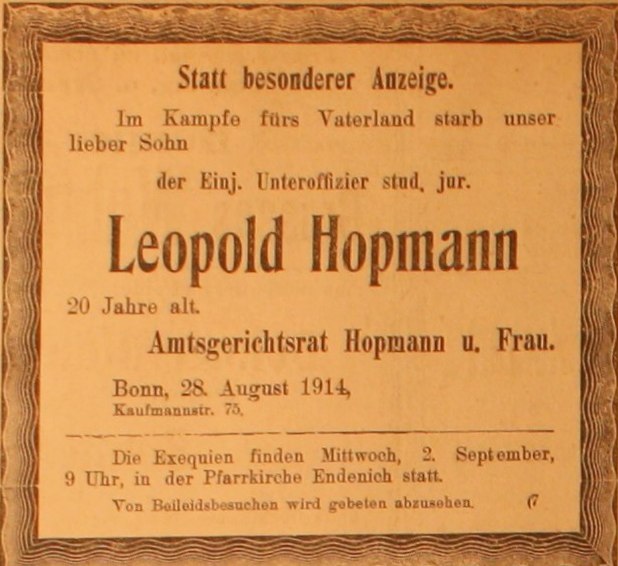 Statt besonderer Anzeige.
Im Kampfe fürs Vaterland starb unser
lieber Sohn
der Einj. Unteroffizier stud. jur.
Leopold Hopmann
20 Jahre alt.
Amtsgerichtsrat Hopmann u. Frau.
Bonn, 28. August 1914,
Kaufmannstr. 75.
Die Exequien finden Mittwoch, 2. September,
9 Uhr, in der Pfarrkirche Endenich statt.
Von Beileidsbesuchen wird gebeten abzusehen. (7